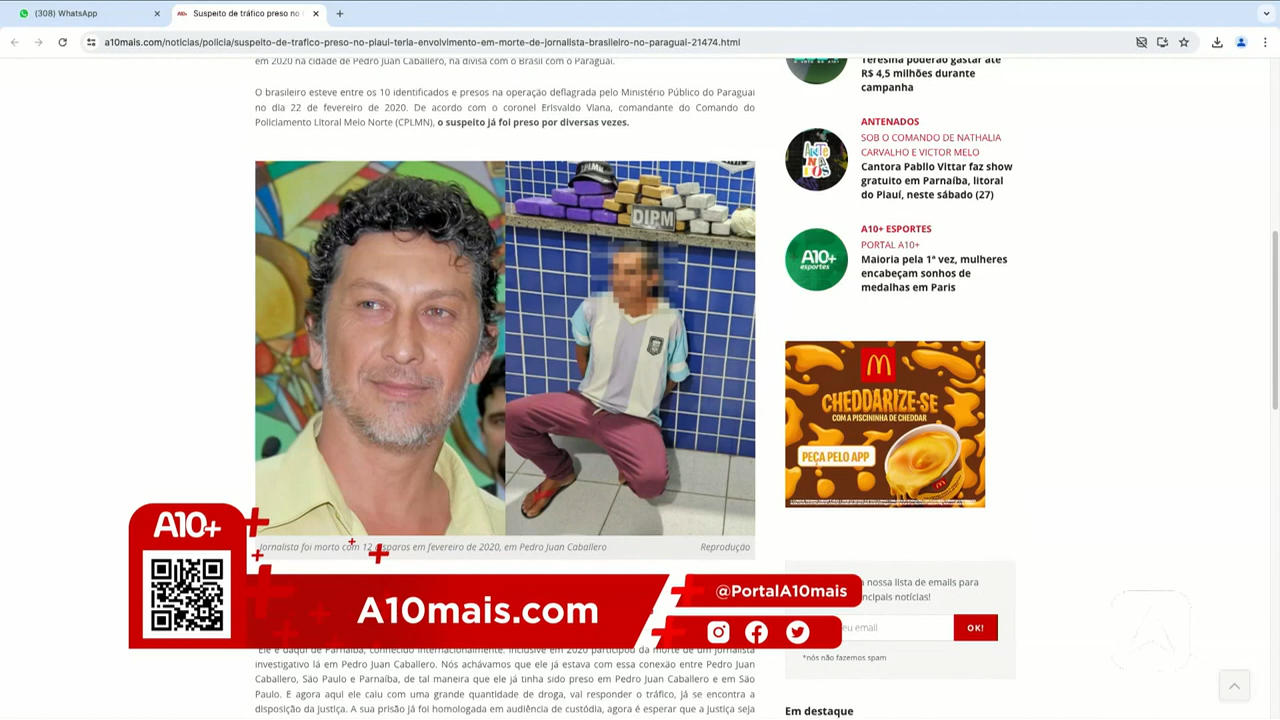 (308) WhatsApp
Suspeito de tráfico preso no
a10mais.com/noticias/policia/suspeito-de-trafico-preso-no-piaui-teria-envolvimento-em-morte-de-jornalista-brasileiro-no-paraguai-21474.html
em 2020 na cidade de Pedro Juan Caballero, na divisa com o Brasil com o Paraguai.
O brasileiro esteve entre os 10 identificados e presos na operação deflagrada pelo Ministério Público do Paraguai
no dia 22 de fevereiro de 2020. De acordo com o coronel Erisvaldo Viana, comandante do Comando do
Policiamento Litoral Meio Norte (CPLMN), o suspeito já foi preso por diversas vezes.
DIPM
Jornalista foi morto com 12 disparos em fevereiro de 2020, em Pedro Juan Caballero
Reprodução
"Ele é daqui de Parnaíba, conhecido internacionalmente. Inclusive em 2020 participou da morte de um jornalista
investigativo lá em Pedro Juan Caballero. Nós achávamos que ele já estava com essa conexão entre Pedro Juan
Caballero, São Paulo e Parnaíba, de tal maneira que ele já tinha sido preso em Pedro Juan Caballero e em São
Paulo. E agora aqui ele caiu com uma grande quantidade de droga, vai responder o tráfico, já se encontra a
disposição da justiça. A sua prisão já foi homologada em audiência de custódia, agora é esperar que a justiça seja
Teresina poderão gastar até
R$ 4,5 milhões durante
campanha
ANTENADOS
SOB O COMANDO DE NATHALIA
CARVALHO E VICTOR MELO
Cantora Pabllo Vittar faz show
gratuito em Parnaíba, litoral
do Piauí, neste sábado (27)
A10+ ESPORTES
PORTAL A10+
Maioria pela 1ª vez, mulheres
encabeçam sonhos de
medalhas em Paris
A10+
esportes
CHEDDARIZE-SE
COM A PISCININHA DE CHEDDAR
PEÇA PELO APP
nossa lista de emails para
principais notícias!
eu email
OK!
*nós não fazemos spam
Em destaque
A10+
A10mais.com
@PortalA10mais